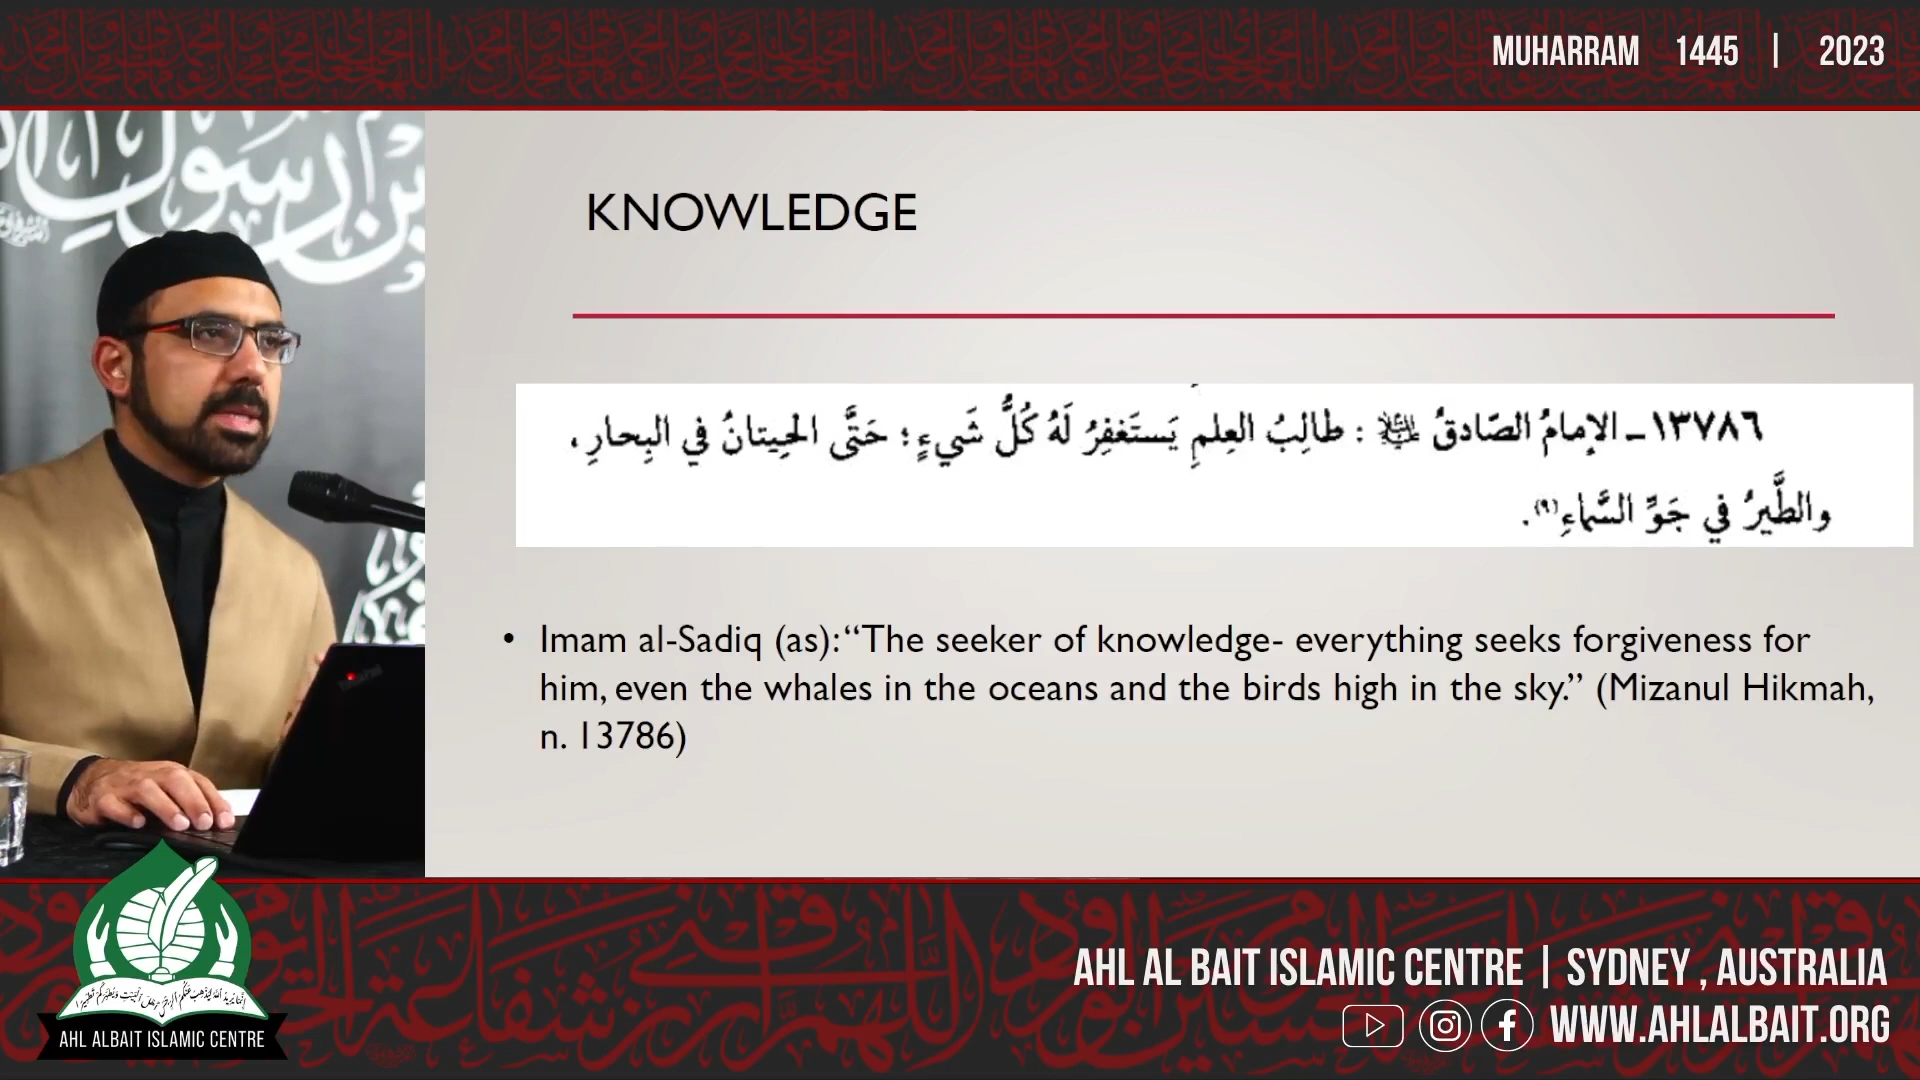 MUHARRAM 1445 | 2023
بن رسول
KNOWLEDGE
١٣٧٨٦ـ الإمامُ الصّادقُ عليه السلام : طالِبُ العِلمِ يَستَغفِرُ لَهُ كُلُّ شَيءٍ؛ حَتَّى الحِيتانُ في البِحارِ،
والطَّيرُ في جَوِّ السَّماءِ(٩).
• Imam al-Sadiq (as): “The seeker of knowledge- everything seeks forgiveness for
him, even the whales in the oceans and the birds high in the sky.” (Mizanul Hikmah,
n. 13786)
AHL ALBAIT ISLAMIC CENTRE
AHL AL BAIT ISLAMIC CENTRE | SYDNEY , AUSTRALIA
WWW.AHLALBAIT.ORG